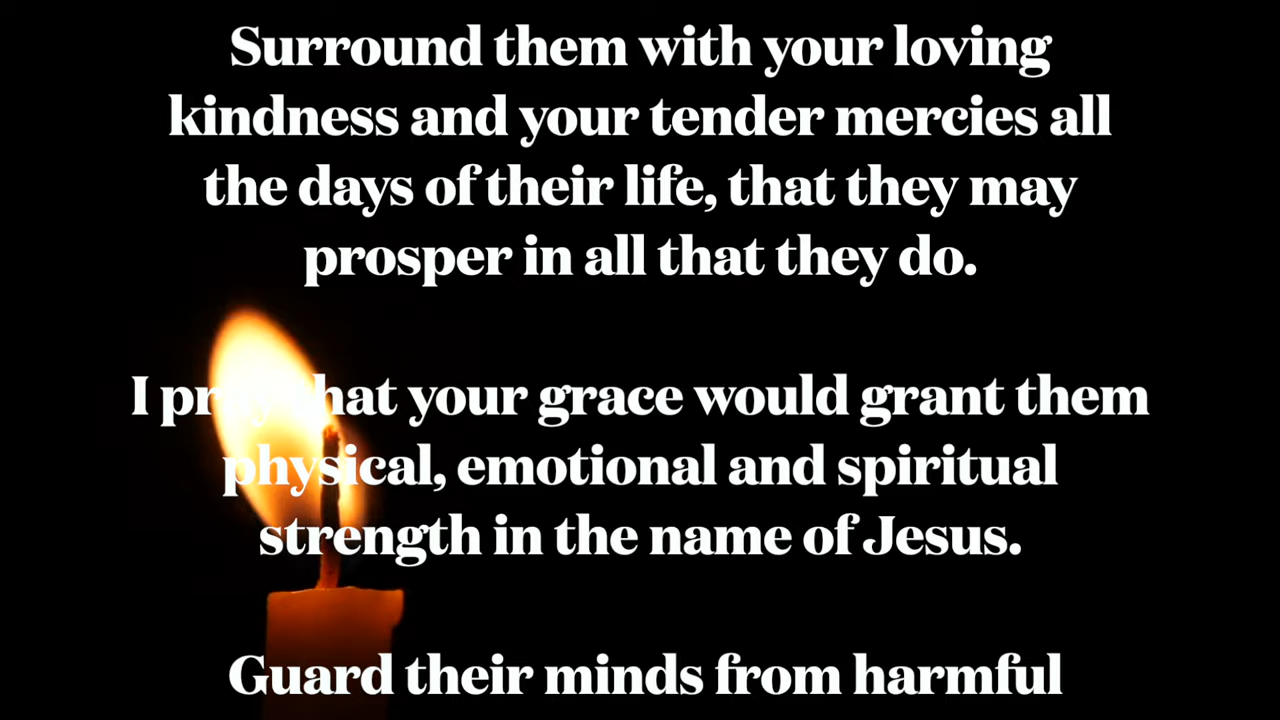 Surround them with your loving
kindness and your tender mercies all
the days of their life, that they may
prosper in all that they do.
I pray that your grace would grant them
physical, emotional and spiritual
strength in the name of Jesus.
Guard their minds from harmful